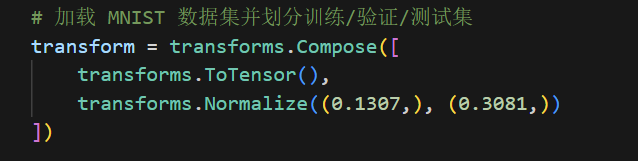 # 加载 MNIST 数据集并划分训练/验证/测试集
transform = transforms.Compose([
    transforms.ToTensor(),
    transforms.Normalize((0.1307,), (0.3081,))
])